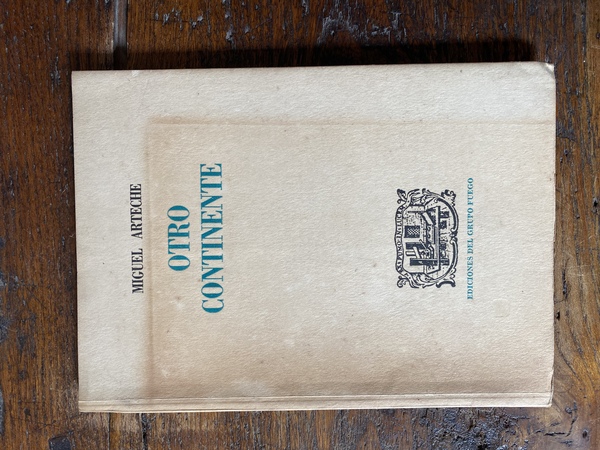 MIGUEL ARTECHE
OTRO
CONTINENTE
EDICIONES DEL GRUPO FUEGO